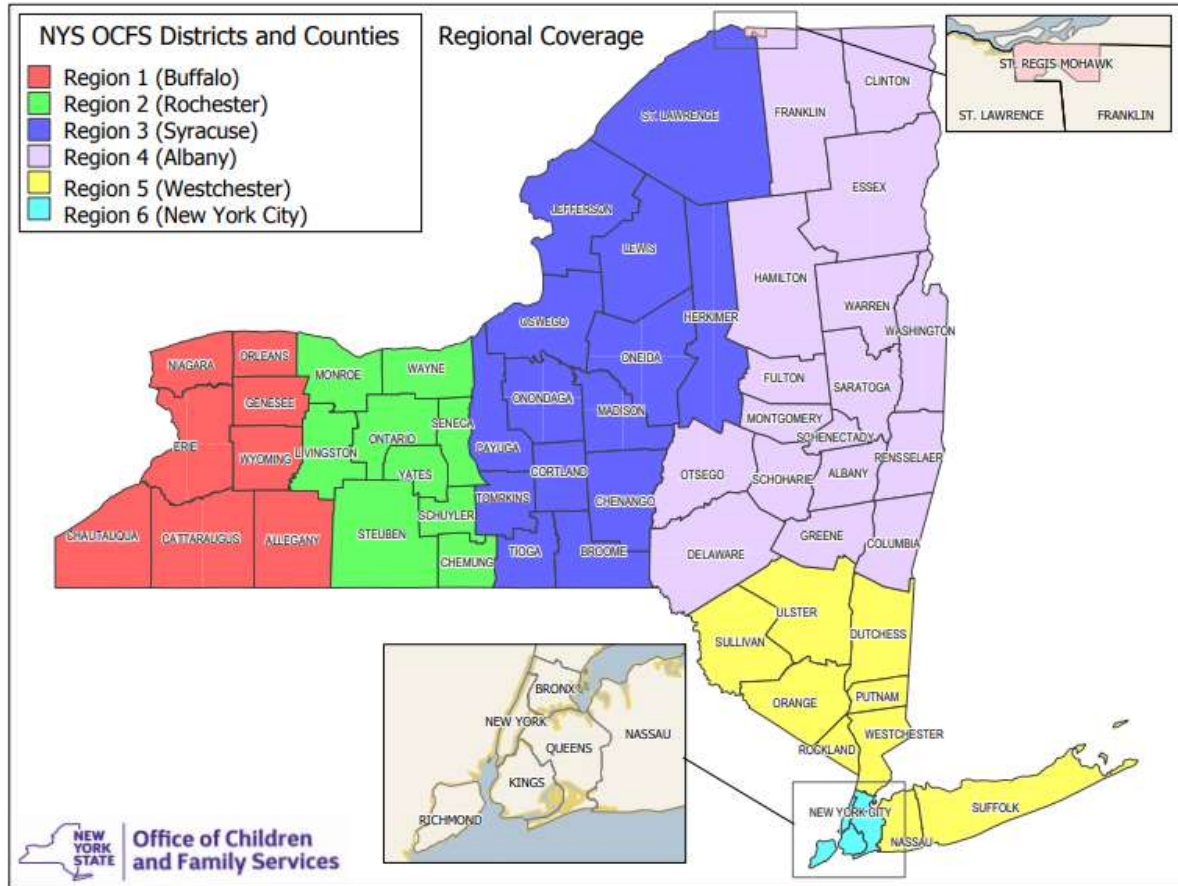 NYS OCFS Districts and Counties
Regional Coverage
Region 1 (Buffalo)
Region 2 (Rochester)
Region 3 (Syracuse)
Region 4 (Albany)
Region 5 (Westchester)
Region 6 (New York City)
ST. REGIS MOHAWK
ST. LAWRENCE
FRANKLIN
CLINTON
ST. LAWRENCE
FRANKLIN
ESSEX
JEFFERSON
LEWIS
HAMILTON
HERKIMER
WARREN
WASHINGTON
OSWEGO
ONEIDA
NIAGARA
ORLEANS
MONROE
WAYNE
FULTON
SARATOGA
GENESEE
ONONDAGA
MADISON
MONTGOMERY
SENECA
SCHENECTADY
ERIE
WYOMING
LIVINGSTON
ONTARIO
CAYUGA
RENSSELAER
YATES
CORTLAND
OTSEGO
SCHOHARIE
ALBANY
TOMPKINS
CHENANGO
SCHUYLER
CHAUTAUQUA
CATTARAUGUS
ALLEGANY
STEUBEN
GREENE
COLUMBIA
CHEMUNG
TIOGA
BROOME
DELAWARE
ULSTER
SULLIVAN
DUTCHESS
ORANGE
PUTNAM
WESTCHESTER
ROCKLAND
NEW YORK CITY
SUFFOLK
NASSAU
BRONX
NEW YORK
NASSAU
QUEENS
KINGS
RICHMOND
NEW
YORK
STATE
Office of Children
and Family Services